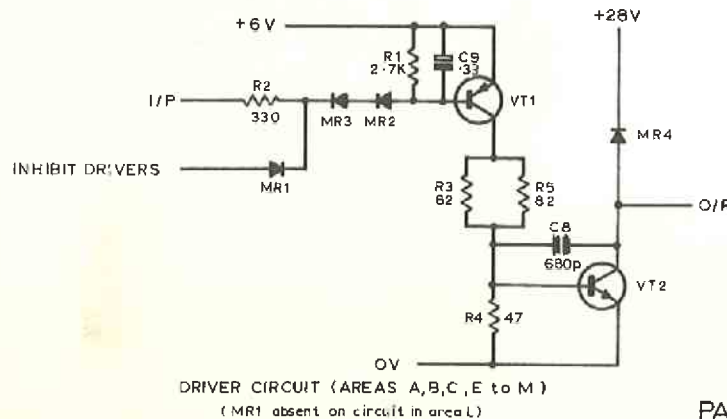 +6V
+28V
R1
2·7K
C9
·33
VT1
I/P
R2
330
MR3
MR2
MR4
INHIBIT DRIVERS
MR1
R3
62
R5
82
O/P
C8
680p
VT2
R4
47
0V
DRIVER CIRCUIT (AREAS A,B,C,E to M)
(MR1 absent on circuit in area L)
PA